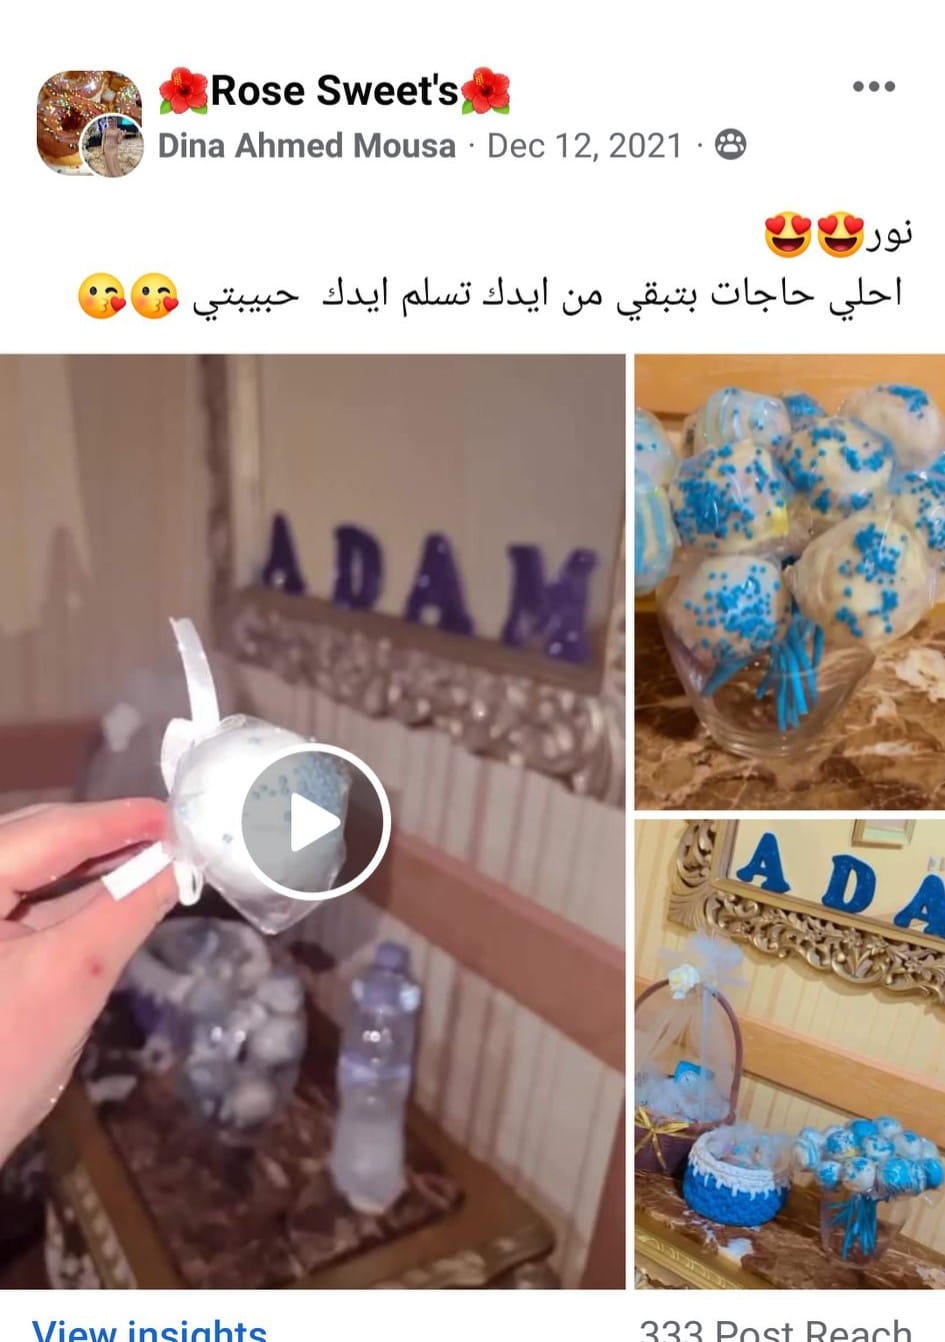 🌺Rose Sweet's🌺
Dina Ahmed Mousa · Dec 12, 2021 ·
نور😍😍
احلي حاجات بتبقي من ايدك تسلم ايدك حبيبتي 😘😘
ADAM
ADA
View insights
333 Post Reach